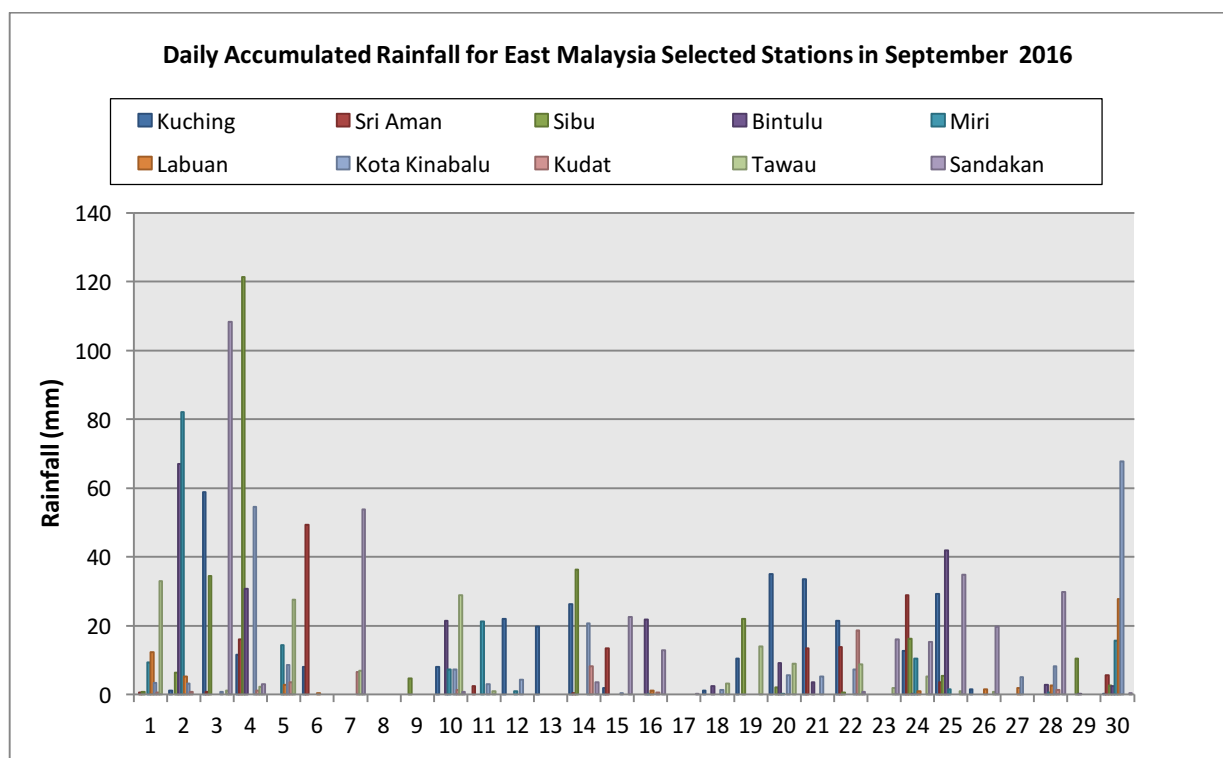 Daily Accumulated Rainfall for East Malaysia Selected Stations in September 2016
Kuching Sri Aman Sibu Bintulu Miri
Labuan Kota Kinabalu Kudat Tawau Sandakan
140
120
100
80
60
40
20
0
Rainfall (mm)
1 2 3 4 5 6 7 8 9 10 11 12 13 14 15 16 17 18 19 20 21 22 23 24 25 26 27 28 29 30